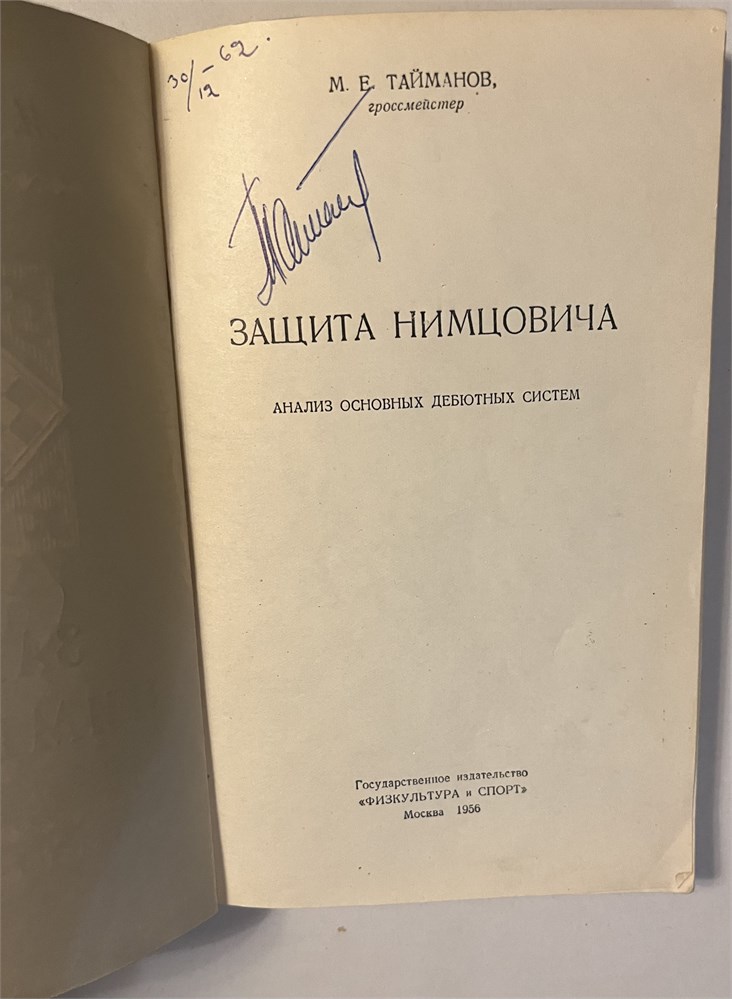 30/12 – 62.
М. Е. ТАЙМАНОВ,
гроссмейстер
ЗАЩИТА НИМЦОВИЧА
АНАЛИЗ ОСНОВНЫХ ДЕБЮТНЫХ СИСТЕМ
Государственное издательство
«ФИЗКУЛЬТУРА и СПОРТ»
Москва 1956